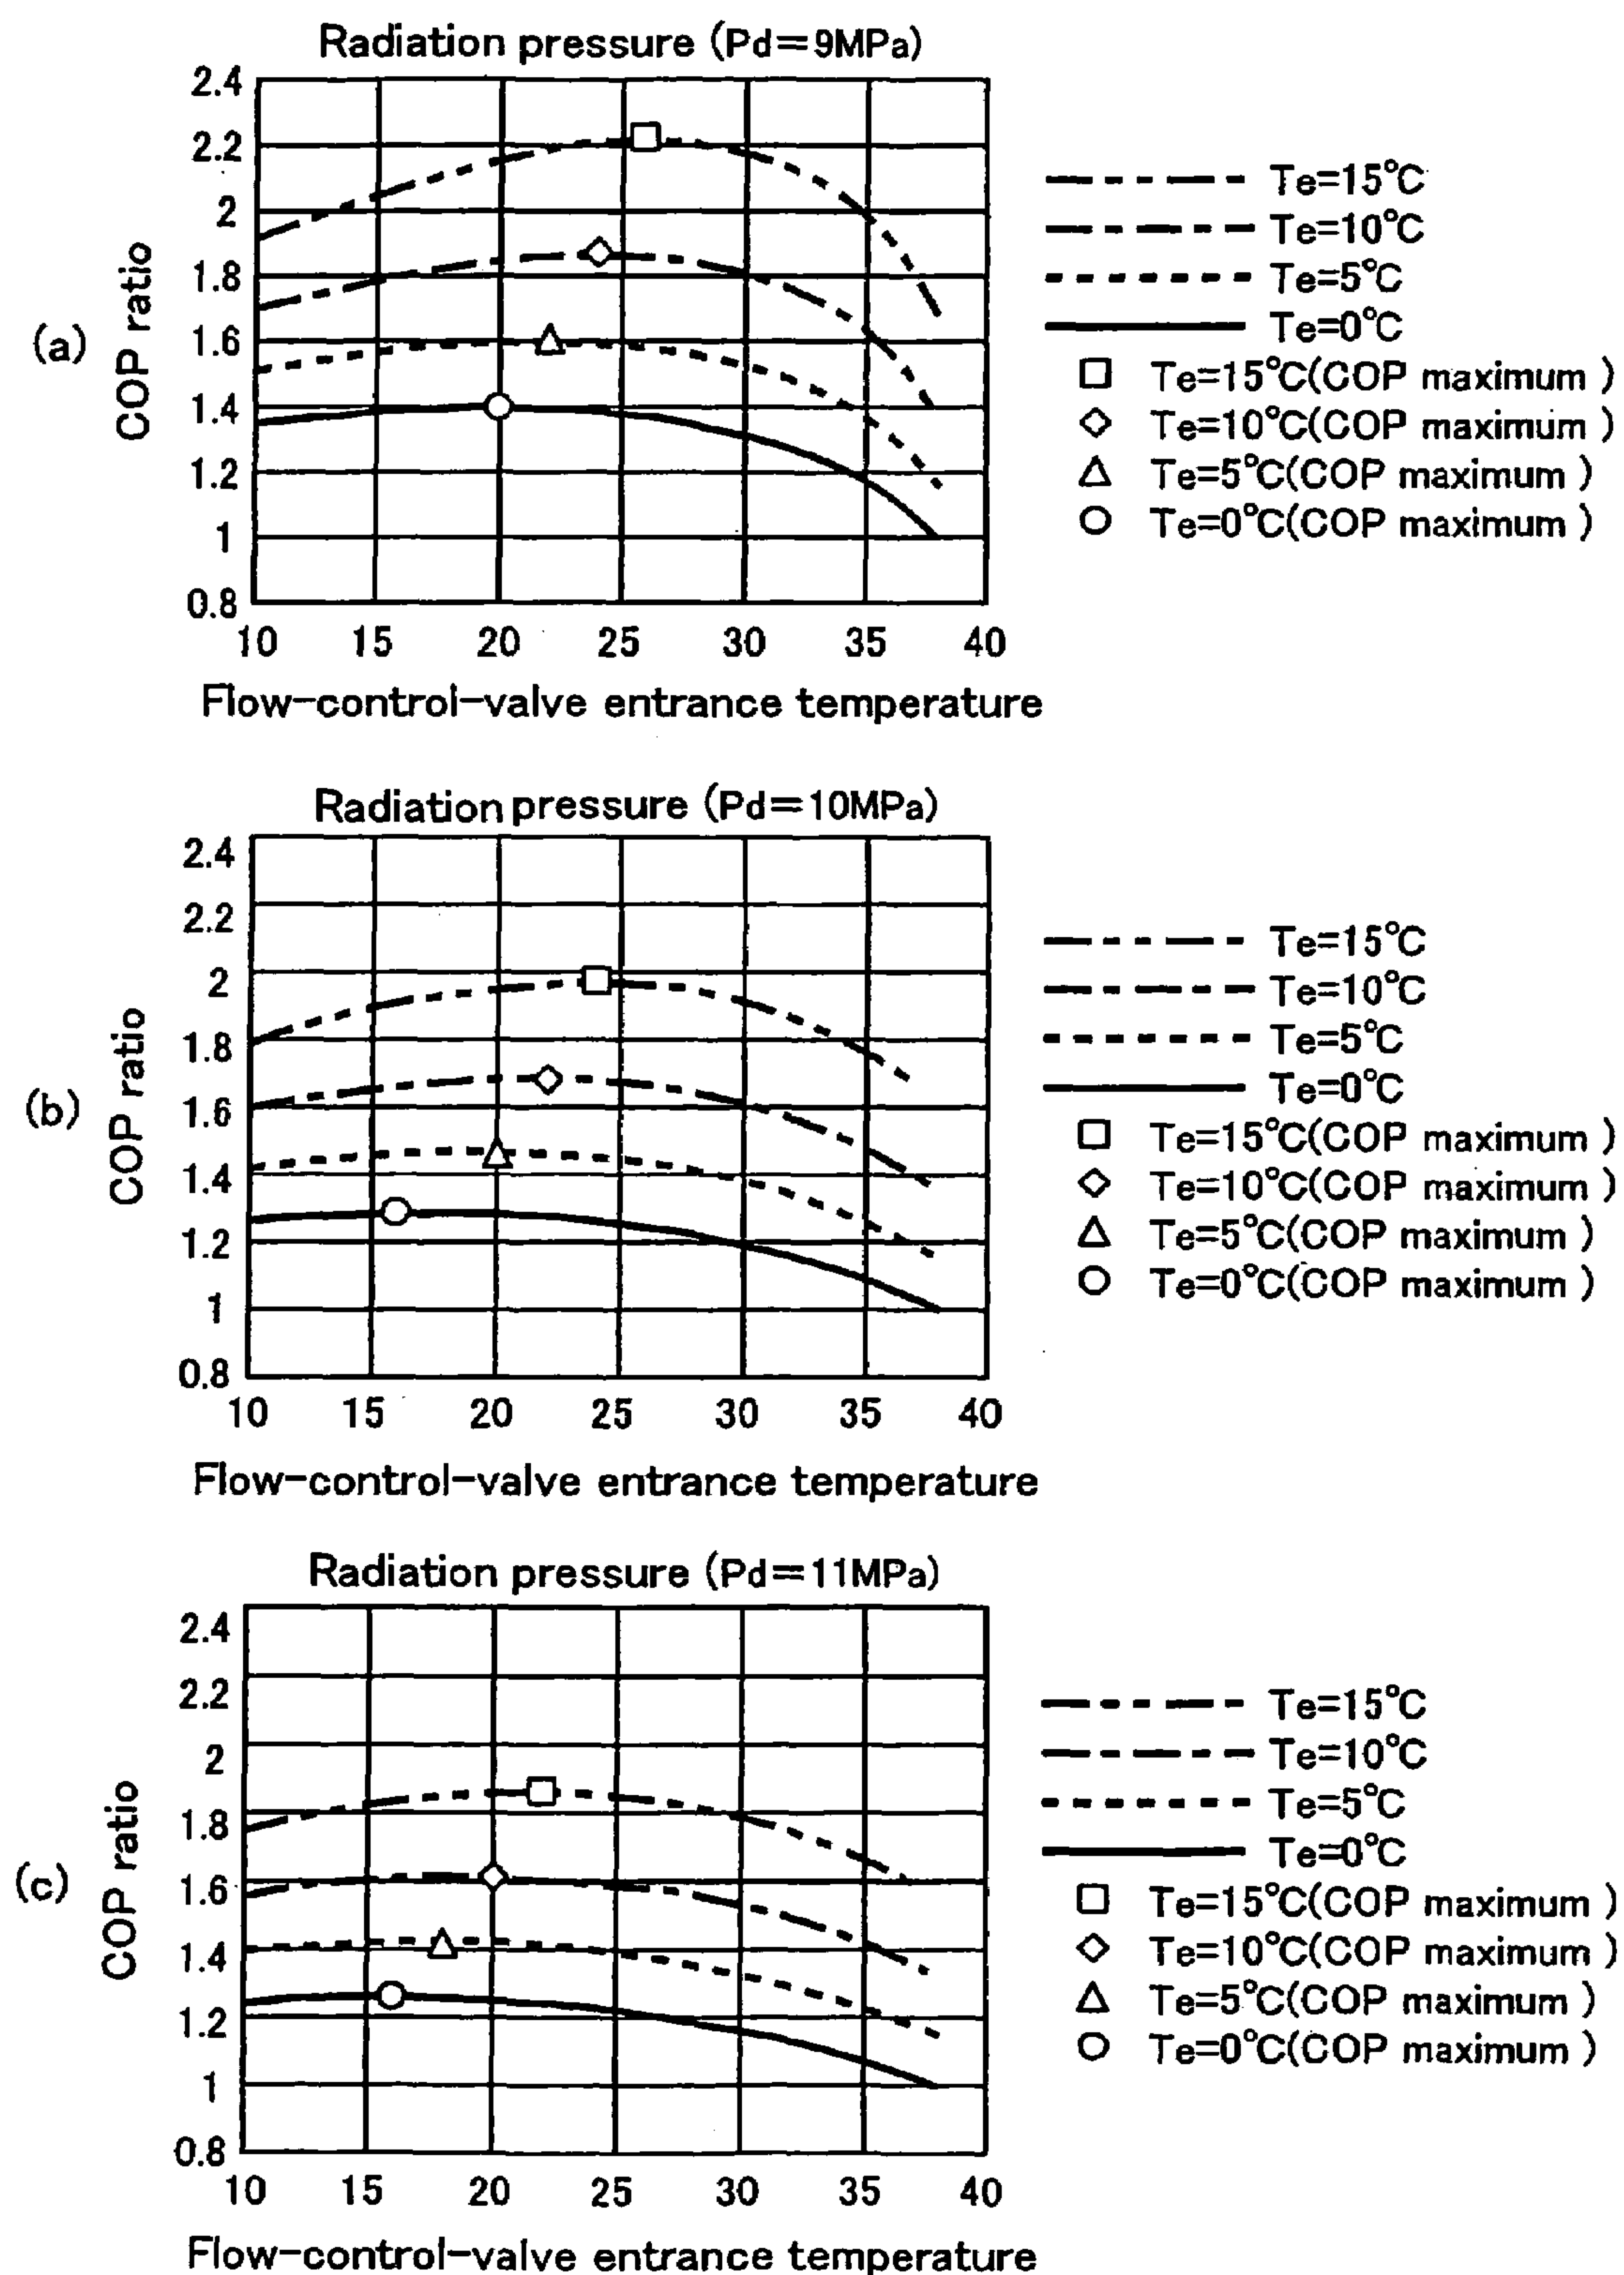 Radiation pressure (Pd=9MPa)
2.4
2.2
2
1.8
1.6
1.4
1.2
1
0.8
COP ratio
(a)
10 15 20 25 30 35 40
Flow-control-valve entrance temperature
Te=15℃
Te=10℃
Te=5℃
Te=0℃
Te=15℃(COP maximum )
Te=10℃(COP maximum )
Te=5℃(COP maximum )
Te=0℃(COP maximum )
Radiation pressure (Pd=10MPa)
2.4
2.2
2
1.8
1.6
1.4
1.2
1
0.8
COP ratio
(b)
10 15 20 25 30 35 40
Flow-control-valve entrance temperature
Te=15℃
Te=10℃
Te=5℃
Te=0℃
Te=15℃(COP maximum )
Te=10℃(COP maximum )
Te=5℃(COP maximum )
Te=0℃(COP maximum )
Radiation pressure (Pd=11MPa)
2.4
2.2
2
1.8
1.6
1.4
1.2
1
0.8
COP ratio
(c)
10 15 20 25 30 35 40
Flow-control-valve entrance temperature
Te=15℃
Te=10℃
Te=5℃
Te=0℃
Te=15℃(COP maximum )
Te=10℃(COP maximum )
Te=5℃(COP maximum )
Te=0℃(COP maximum )